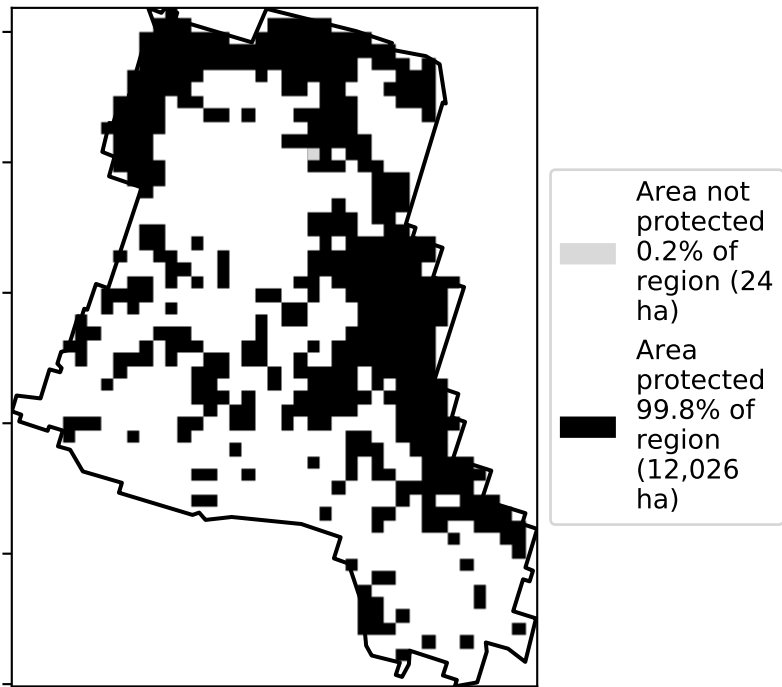 Area not
protected
0.2% of
region (24
ha)
Area
protected
99.8% of
region
(12,026
ha)